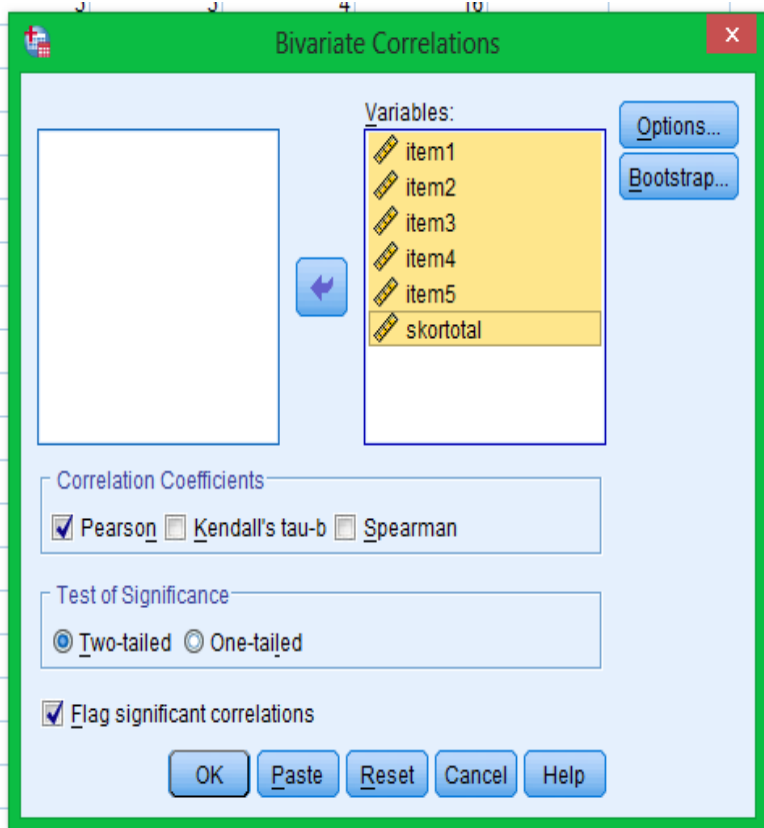 Bivariate Correlations
x
Variables:
item1
item2
item3
item4
item5
skortotal
Options...
Bootstrap...
Correlation Coefficients
Pearson Kendall's tau-b Spearman
Test of Significance
Two-tailed One-tailed
Flag significant correlations
OK Paste Reset Cancel Help